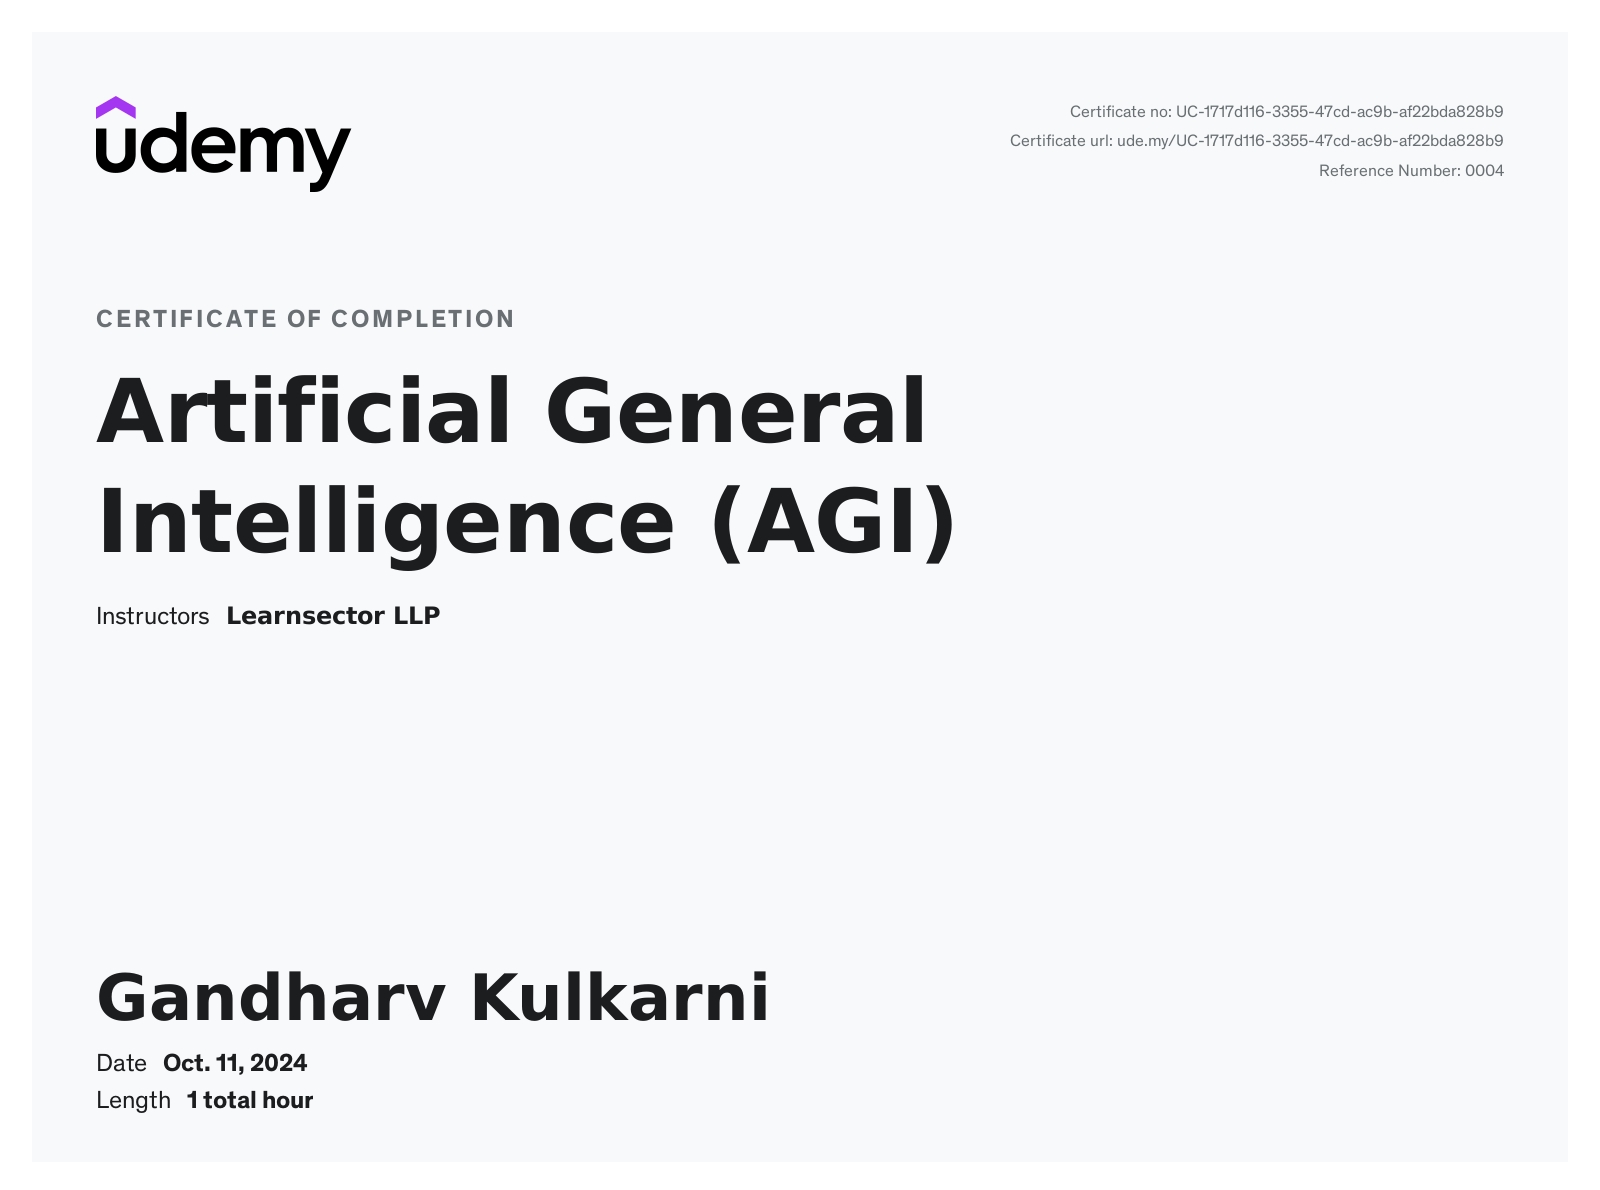 udemy
Certificate no: UC-1717d116-3355-47cd-ac9b-af22bda828b9
Certificate url: ude.my/UC-1717d116-3355-47cd-ac9b-af22bda828b9
Reference Number: 0004
CERTIFICATE OF COMPLETION
Artificial General
Intelligence (AGI)
Instructors Learnsector LLP
Gandharv Kulkarni
Date Oct. 11, 2024
Length 1 total hour